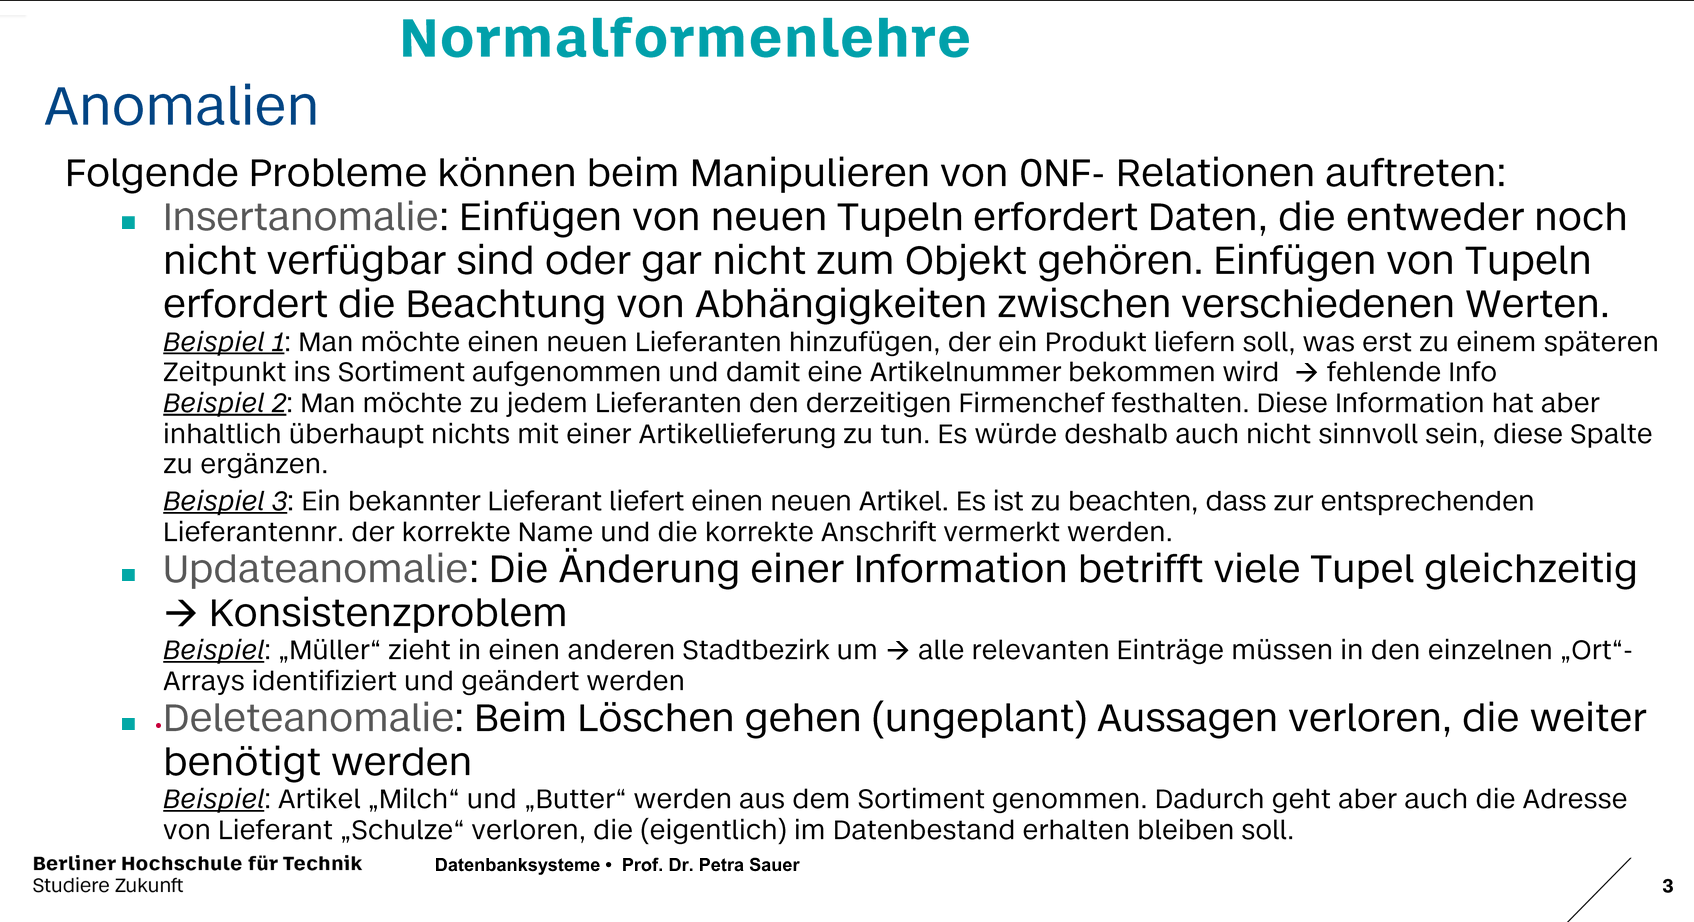 Normalformenlehre
Anomalien
Folgende Probleme können beim Manipulieren von 0NF- Relationen auftreten:
■ Insertanomalie: Einfügen von neuen Tupeln erfordert Daten, die entweder noch
nicht verfügbar sind oder gar nicht zum Objekt gehören. Einfügen von Tupeln
erfordert die Beachtung von Abhängigkeiten zwischen verschiedenen Werten.
Beispiel 1: Man möchte einen neuen Lieferanten hinzufügen, der ein Produkt liefern soll, was erst zu einem späteren
Zeitpunkt ins Sortiment aufgenommen und damit eine Artikelnummer bekommen wird → fehlende Info
Beispiel 2: Man möchte zu jedem Lieferanten den derzeitigen Firmenchef festhalten. Diese Information hat aber
inhaltlich überhaupt nichts mit einer Artikellieferung zu tun. Es würde deshalb auch nicht sinnvoll sein, diese Spalte
zu ergänzen.
Beispiel 3: Ein bekannter Lieferant liefert einen neuen Artikel. Es ist zu beachten, dass zur entsprechenden
Lieferantennr. der korrekte Name und die korrekte Anschrift vermerkt werden.
■ Updateanomalie: Die Änderung einer Information betrifft viele Tupel gleichzeitig
→ Konsistenzproblem
Beispiel: „Müller“ zieht in einen anderen Stadtbezirk um → alle relevanten Einträge müssen in den einzelnen „Ort“-
Arrays identifiziert und geändert werden
■ Deleteanomalie: Beim Löschen gehen (ungeplant) Aussagen verloren, die weiter
benötigt werden
Beispiel: Artikel „Milch“ und „Butter“ werden aus dem Sortiment genommen. Dadurch geht aber auch die Adresse
von Lieferant „Schulze“ verloren, die (eigentlich) im Datenbestand erhalten bleiben soll.
Berliner Hochschule für Technik
Studiere Zukunft
Datenbanksysteme • Prof. Dr. Petra Sauer
3